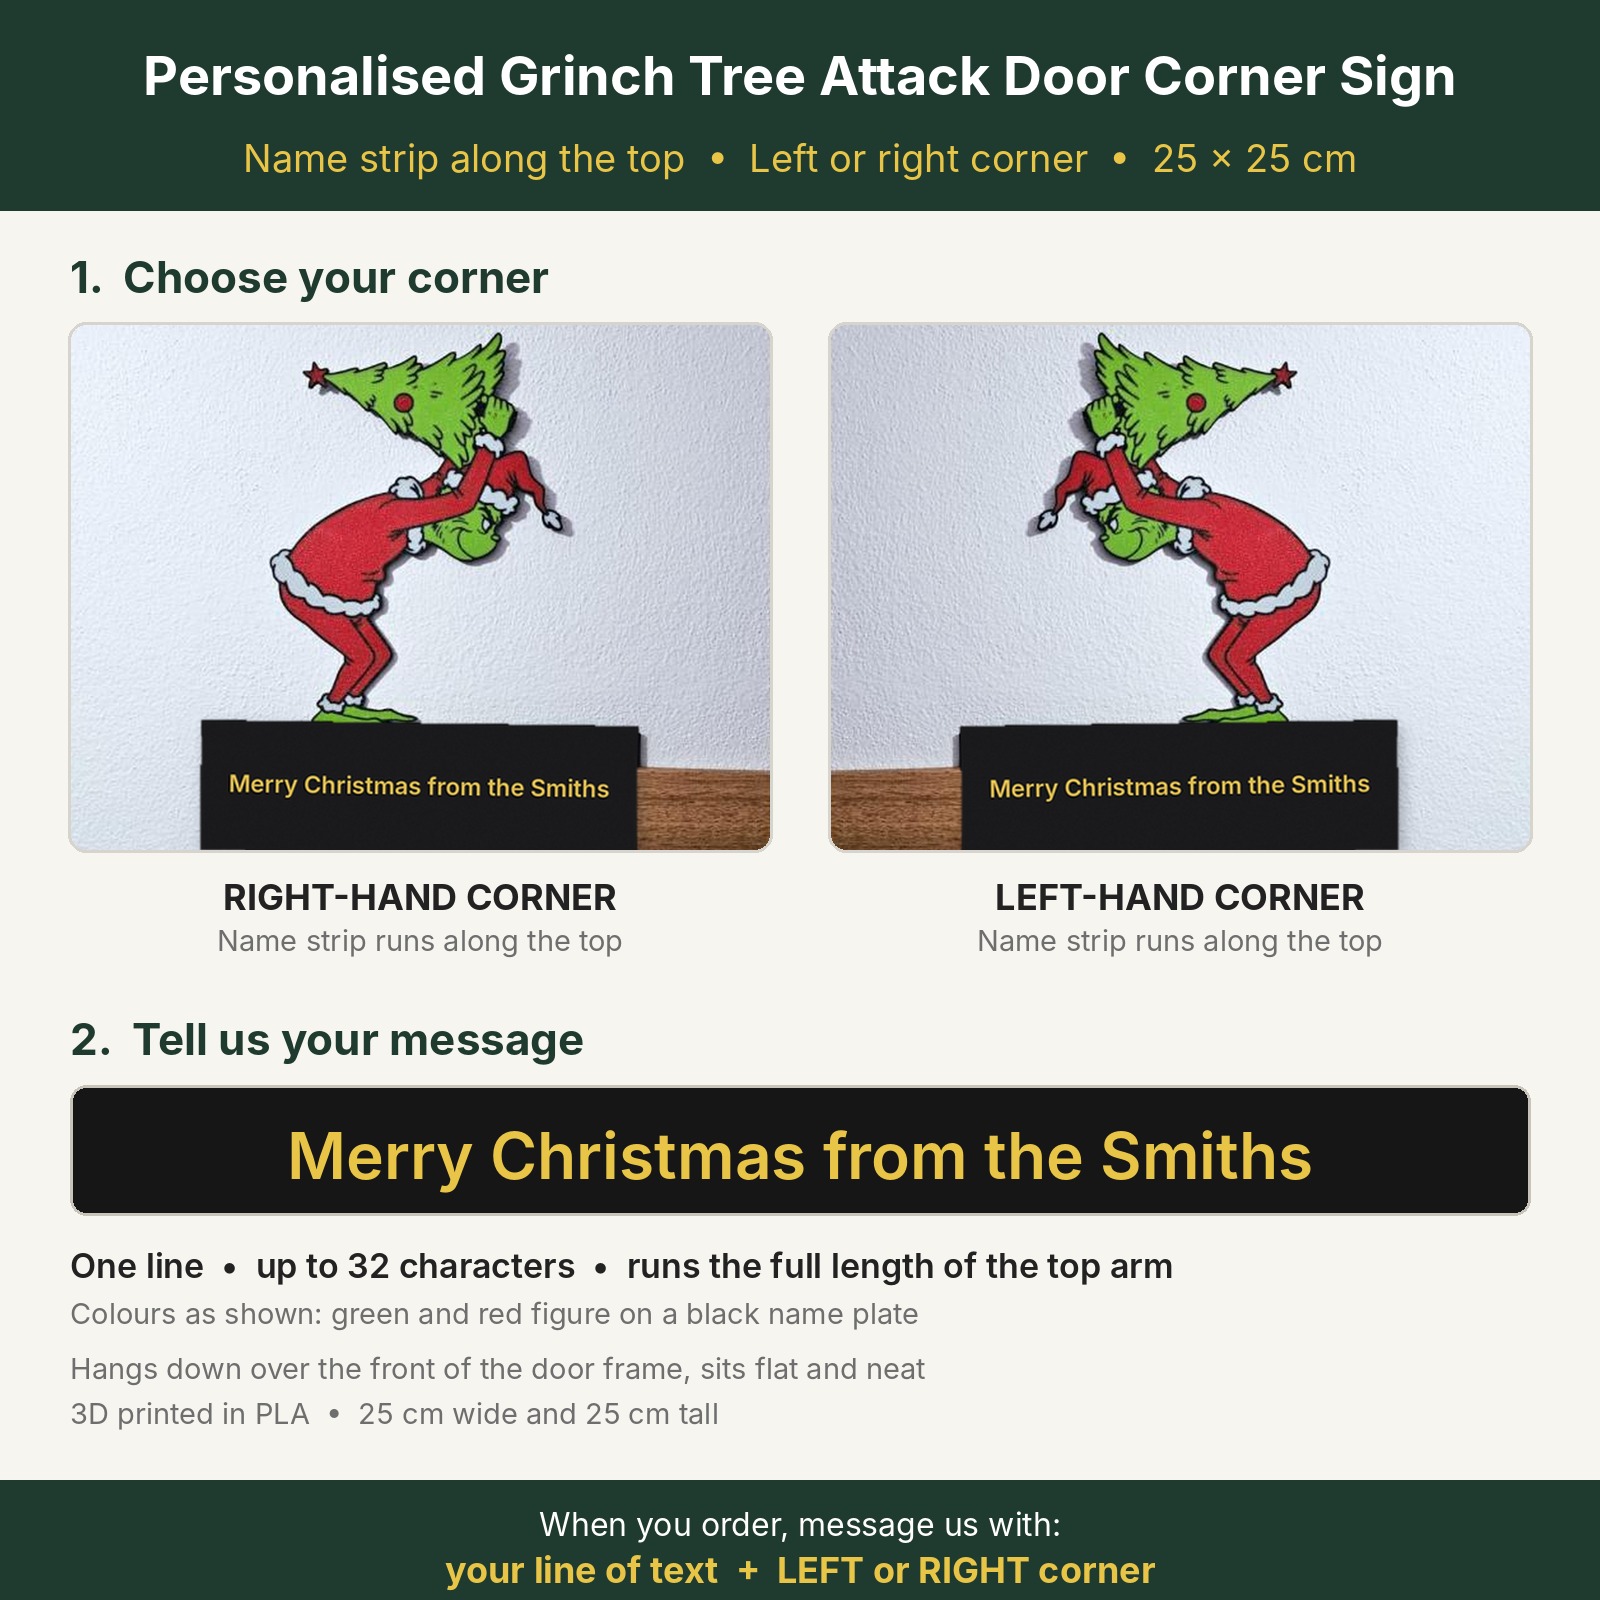 Personalised Grinch Tree Attack Door Corner Sign
Name strip along the top • Left or right corner • 25 × 25 cm
1. Choose your corner
Merry Christmas from the Smiths
Merry Christmas from the Smiths
RIGHT-HAND CORNER
Name strip runs along the top
LEFT-HAND CORNER
Name strip runs along the top
2. Tell us your message
Merry Christmas from the Smiths
One line • up to 32 characters • runs the full length of the top arm
Colours as shown: green and red figure on a black name plate
Hangs down over the front of the door frame, sits flat and neat
3D printed in PLA • 25 cm wide and 25 cm tall
When you order, message us with:
your line of text + LEFT or RIGHT corner